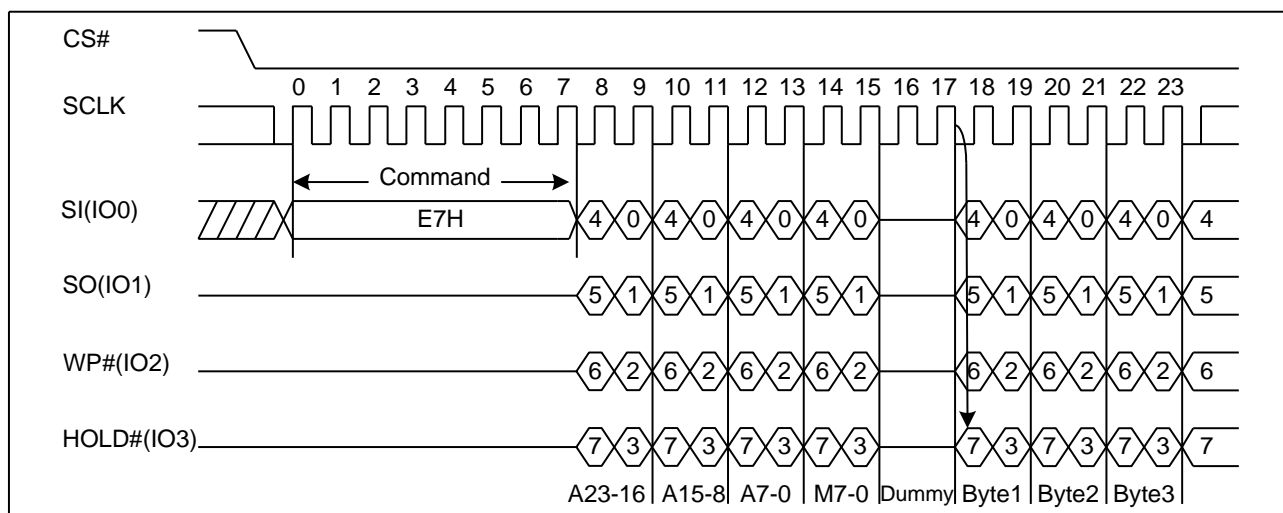 CS#
0 1 2 3 4 5 6 7 8 9 10 11 12 13 14 15 16 17 18 19 20 21 22 23
SCLK
Command
SI(IO0) E7H 4 0 4 0 4 0 4 0 4 0 4 0 4 0 4
SO(IO1) 5 1 5 1 5 1 5 1 5 1 5 1 5 1 5
WP#(IO2) 6 2 6 2 6 2 6 2 6 2 6 2 6 2 6
HOLD#(IO3) 7 3 7 3 7 3 7 3 7 3 7 3 7 3 7
A23-16 A15-8 A7-0 M7-0 Dummy Byte1 Byte2 Byte3